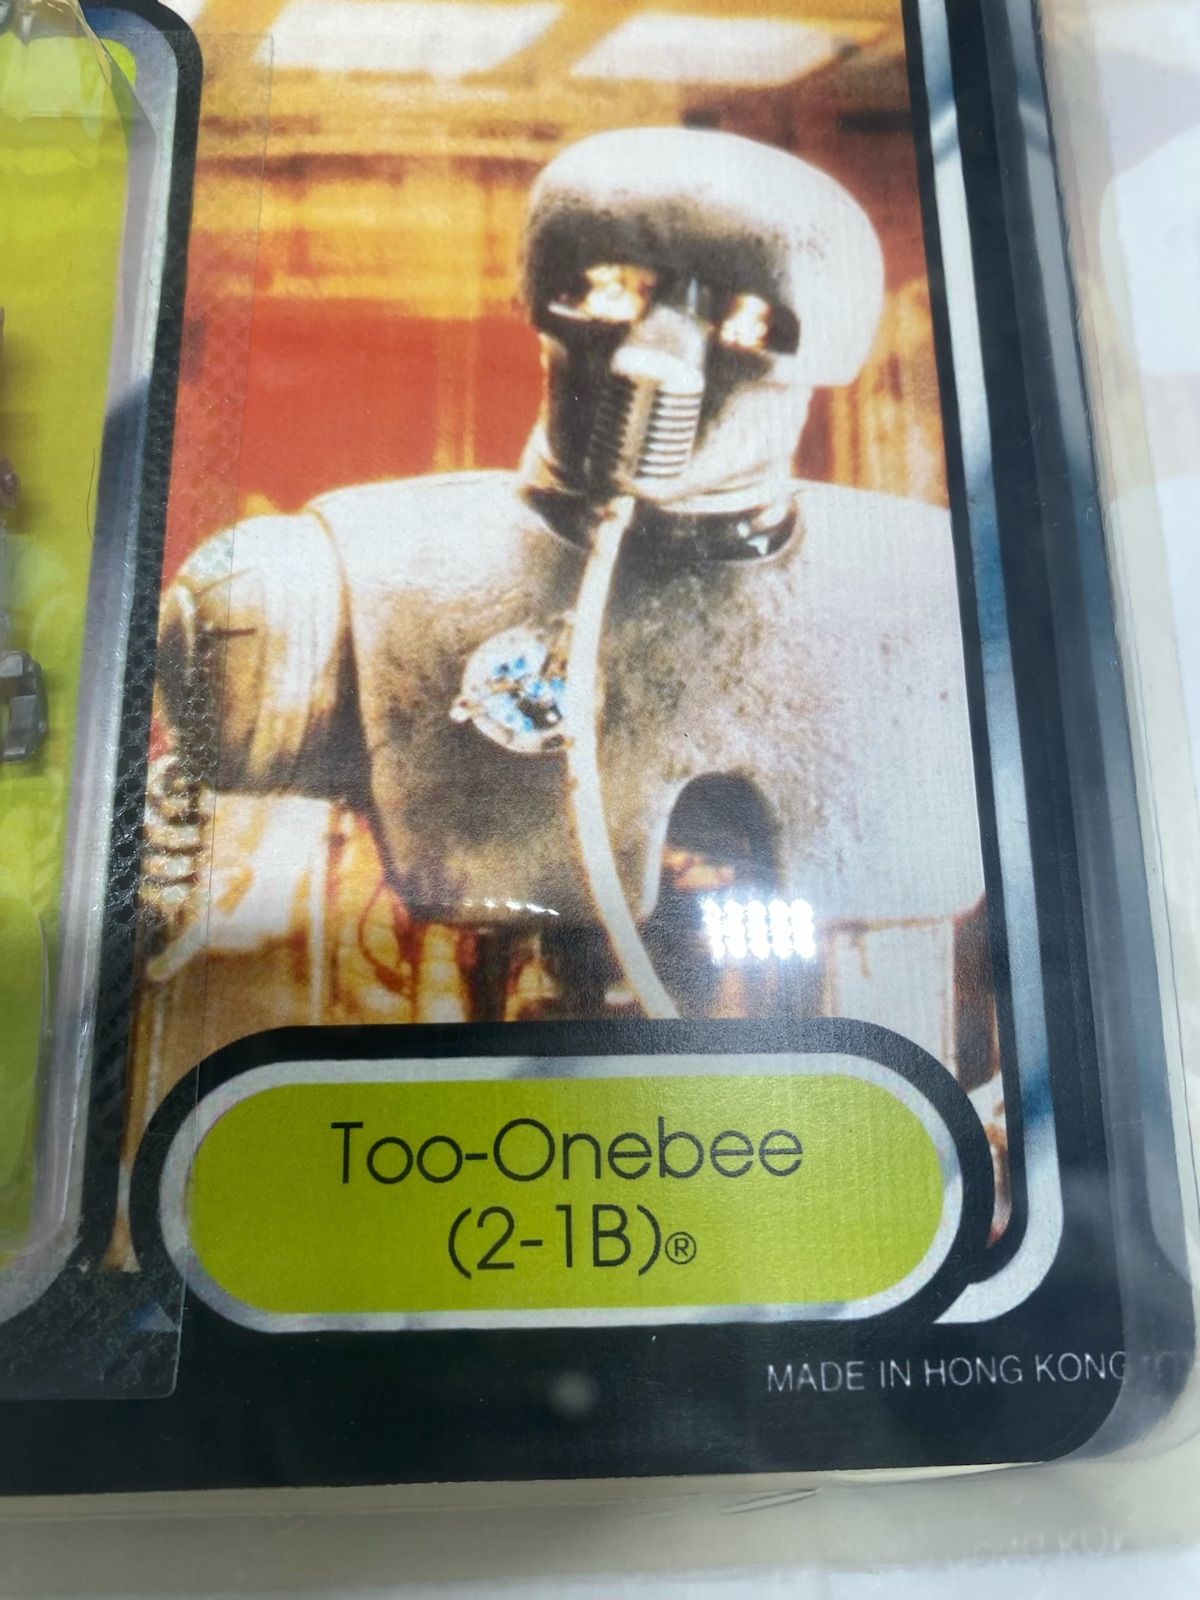 Too-Onebee
(2-1B)®
MADE IN HONG KONG